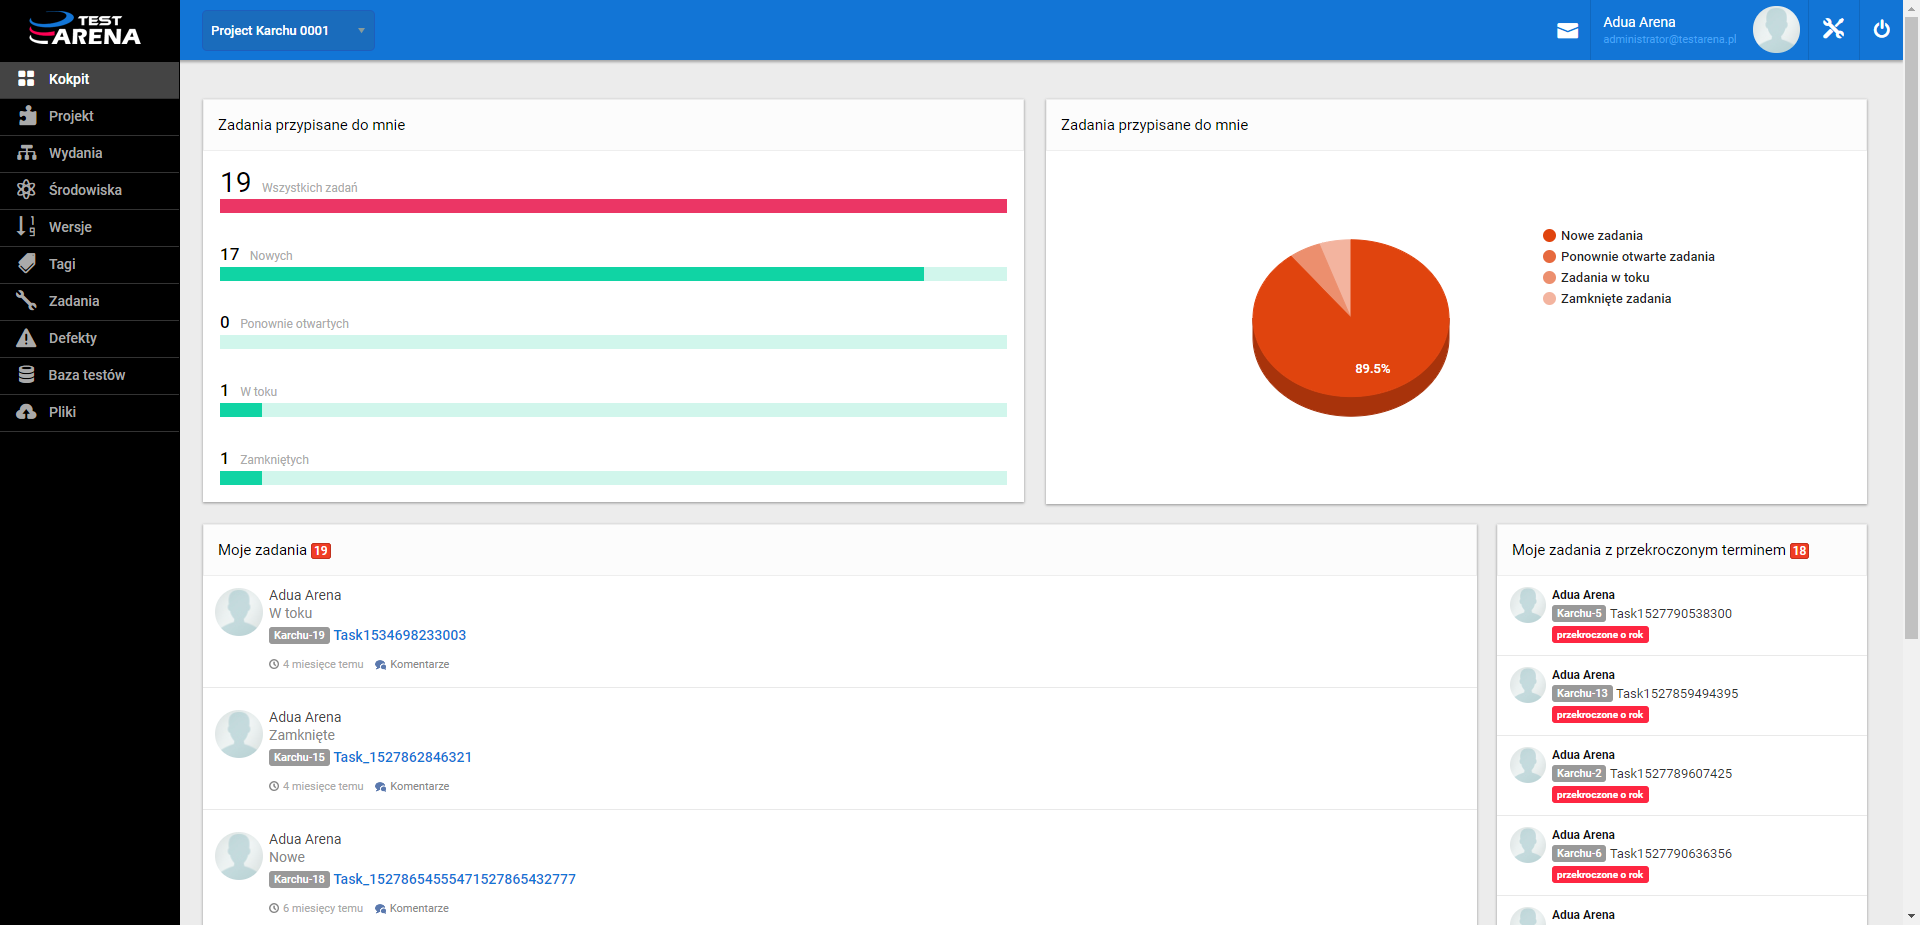 TEST
ARENA
Project Karchu 0001
Adua Arena
administrator@testarena.pl
Kokpit
Projekt
Wydania
Środowiska
Wersje
Tagi
Zadania
Defekty
Baza testów
Pliki
Zadania przypisane do mnie
19 Wszystkich zadań
17 Nowych
0 Ponownie otwartych
1 W toku
1 Zamkniętych
Zadania przypisane do mnie
89.5%
Nowe zadania
Ponownie otwarte zadania
Zadania w toku
Zamknięte zadania
Moje zadania 19
Adua Arena
W toku
Karchu-19 Task1534698233003
4 miesięce temu Komentarze
Adua Arena
Zamknięte
Karchu-15 Task_1527862846321
4 miesięce temu Komentarze
Adua Arena
Nowe
Karchu-18 Task_15278654555471527865432777
6 miesięcy temu Komentarze
Moje zadania z przekroczonym terminem 18
Adua Arena
Karchu-5 Task1527790538300
przekroczone o rok
Adua Arena
Karchu-13 Task1527859494395
przekroczone o rok
Adua Arena
Karchu-2 Task1527789607425
przekroczone o rok
Adua Arena
Karchu-6 Task1527790636356
przekroczone o rok
Adua Arena